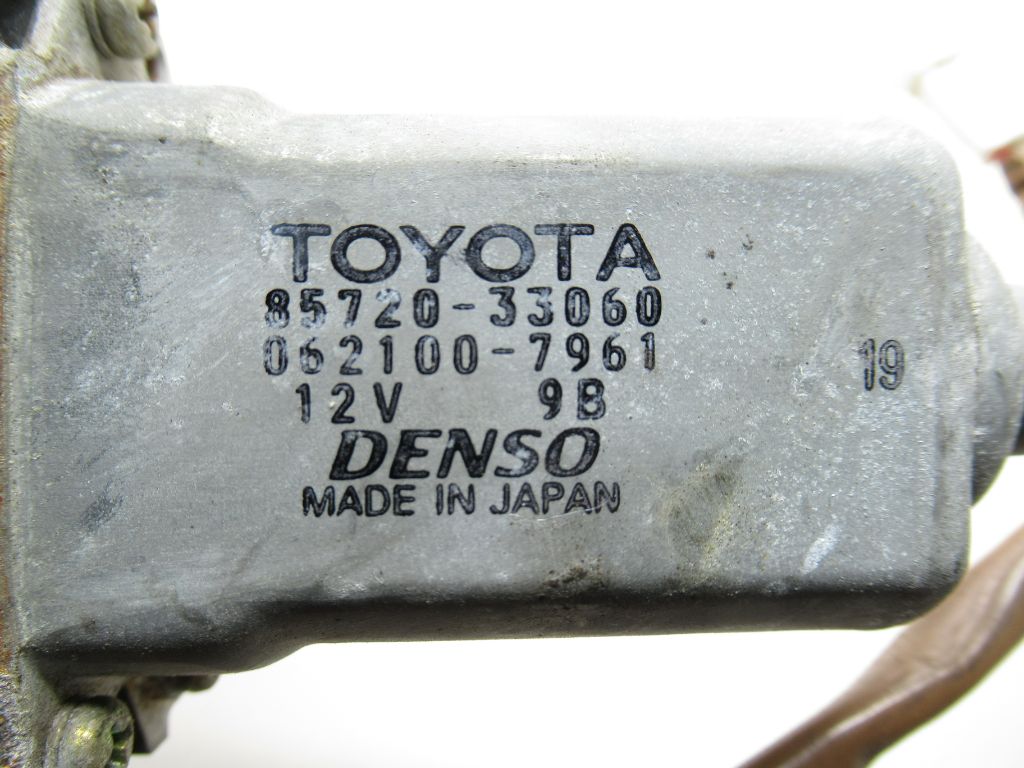 TOYOTA
85720-33060
062100-7961
12V 9B
19
DENSO
MADE IN JAPAN